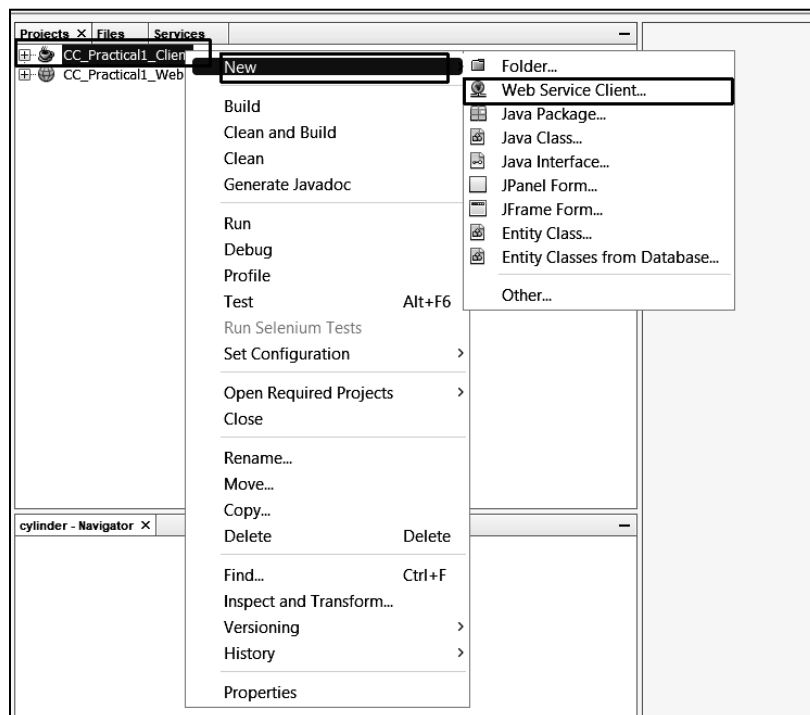 Projects × Files Services
CC_Practical1_Clien
CC_Practical1_Web
New
Build
Clean and Build
Clean
Generate Javadoc
Run
Debug
Profile
Test Alt+F6
Run Selenium Tests
Set Configuration >
Open Required Projects >
Close
Rename...
Move...
Copy...
Delete Delete
Find... Ctrl+F
Inspect and Transform...
Versioning >
History >
Properties
Folder...
Web Service Client...
Java Package...
Java Class...
Java Interface...
JPanel Form...
JFrame Form...
Entity Class...
Entity Classes from Database...
Other...
cylinder - Navigator ×